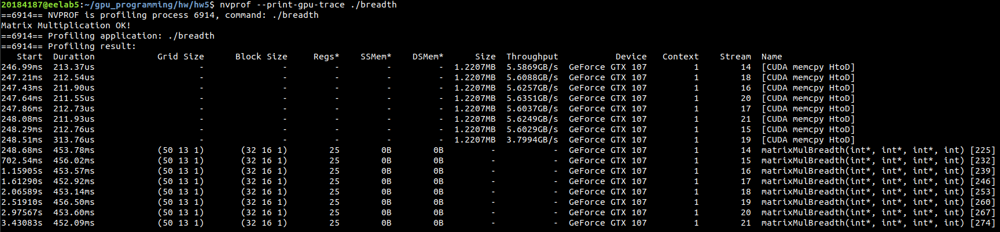 20184187@eelab5:~/gpu_programming/hw/hw5$ nvprof --print-gpu-trace ./breadth
==6914== NVPROF is profiling process 6914, command: ./breadth
Matrix Multiplication OK!
==6914== Profiling application: ./breadth
==6914== Profiling result:
Start Duration Grid Size Block Size Regs* SSMem* DSMem* Size Throughput Device Context Stream Name
246.99ms 213.37us - - - - - 1.2207MB 5.5869GB/s GeForce GTX 107 1 14 [CUDA memcpy HtoD]
247.21ms 212.54us - - - - - 1.2207MB 5.6088GB/s GeForce GTX 107 1 18 [CUDA memcpy HtoD]
247.43ms 211.90us - - - - - 1.2207MB 5.6257GB/s GeForce GTX 107 1 16 [CUDA memcpy HtoD]
247.64ms 211.55us - - - - - 1.2207MB 5.6351GB/s GeForce GTX 107 1 20 [CUDA memcpy HtoD]
247.86ms 212.73us - - - - - 1.2207MB 5.6037GB/s GeForce GTX 107 1 17 [CUDA memcpy HtoD]
248.08ms 211.93us - - - - - 1.2207MB 5.6249GB/s GeForce GTX 107 1 21 [CUDA memcpy HtoD]
248.29ms 212.76us - - - - - 1.2207MB 5.6029GB/s GeForce GTX 107 1 15 [CUDA memcpy HtoD]
248.51ms 313.76us - - - - - 1.2207MB 3.7994GB/s GeForce GTX 107 1 19 [CUDA memcpy HtoD]
248.68ms 453.78ms (50 13 1) (32 16 1) 25 0B 0B - - GeForce GTX 107 1 14 matrixMulBreadth(int*, int*, int*, int) [225]
702.54ms 456.02ms (50 13 1) (32 16 1) 25 0B 0B - - GeForce GTX 107 1 15 matrixMulBreadth(int*, int*, int*, int) [232]
1.15905s 453.57ms (50 13 1) (32 16 1) 25 0B 0B - - GeForce GTX 107 1 16 matrixMulBreadth(int*, int*, int*, int) [239]
1.61290s 452.92ms (50 13 1) (32 16 1) 25 0B 0B - - GeForce GTX 107 1 17 matrixMulBreadth(int*, int*, int*, int) [246]
2.06589s 453.14ms (50 13 1) (32 16 1) 25 0B 0B - - GeForce GTX 107 1 18 matrixMulBreadth(int*, int*, int*, int) [253]
2.51910s 456.50ms (50 13 1) (32 16 1) 25 0B 0B - - GeForce GTX 107 1 19 matrixMulBreadth(int*, int*, int*, int) [260]
2.97567s 453.60ms (50 13 1) (32 16 1) 25 0B 0B - - GeForce GTX 107 1 20 matrixMulBreadth(int*, int*, int*, int) [267]
3.43083s 452.09ms (50 13 1) (32 16 1) 25 0B 0B - - GeForce GTX 107 1 21 matrixMulBreadth(int*, int*, int*, int) [274]